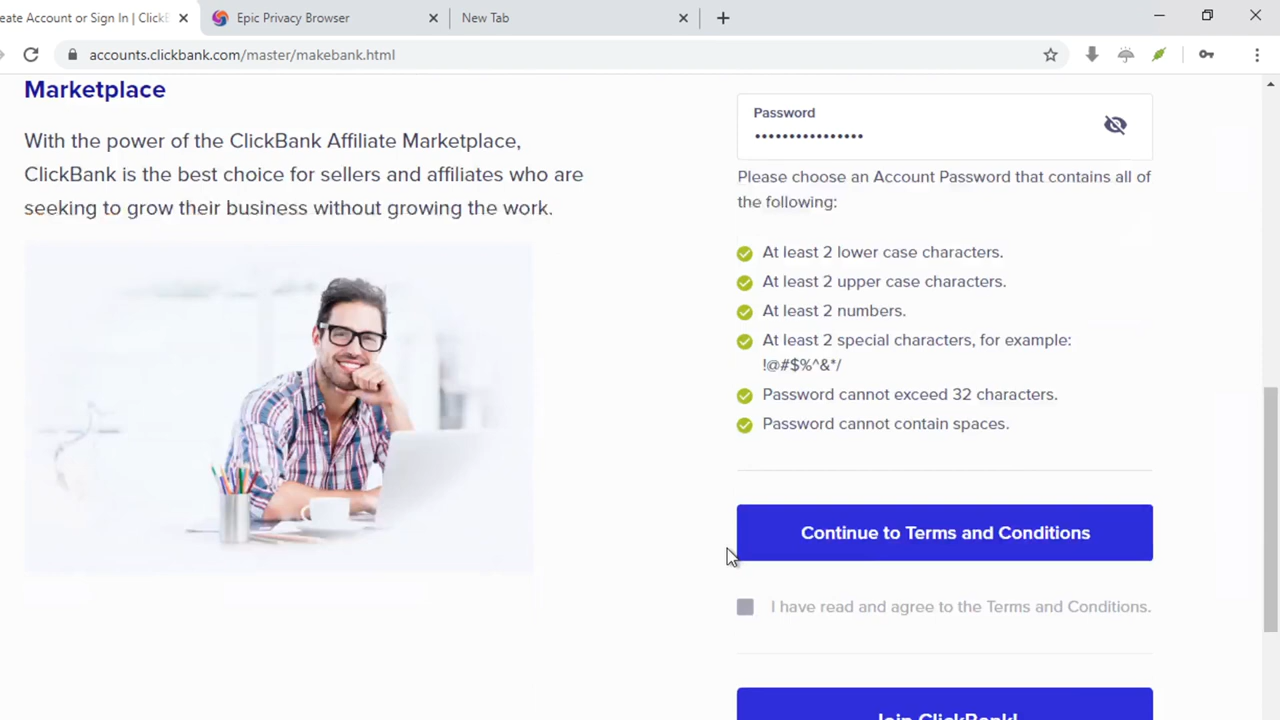 eate Account or Sign In | ClickB
Epic Privacy Browser
New Tab
accounts.clickbank.com/master/makebank.html
Marketplace
With the power of the ClickBank Affiliate Marketplace,
ClickBank is the best choice for sellers and affiliates who are
seeking to grow their business without growing the work.
Password
••••••••••••••••
Please choose an Account Password that contains all of
the following:
At least 2 lower case characters.
At least 2 upper case characters.
At least 2 numbers.
At least 2 special characters, for example:
!@#$%^&*/
Password cannot exceed 32 characters.
Password cannot contain spaces.
Continue to Terms and Conditions
I have read and agree to the Terms and Conditions.
Join ClickBank!